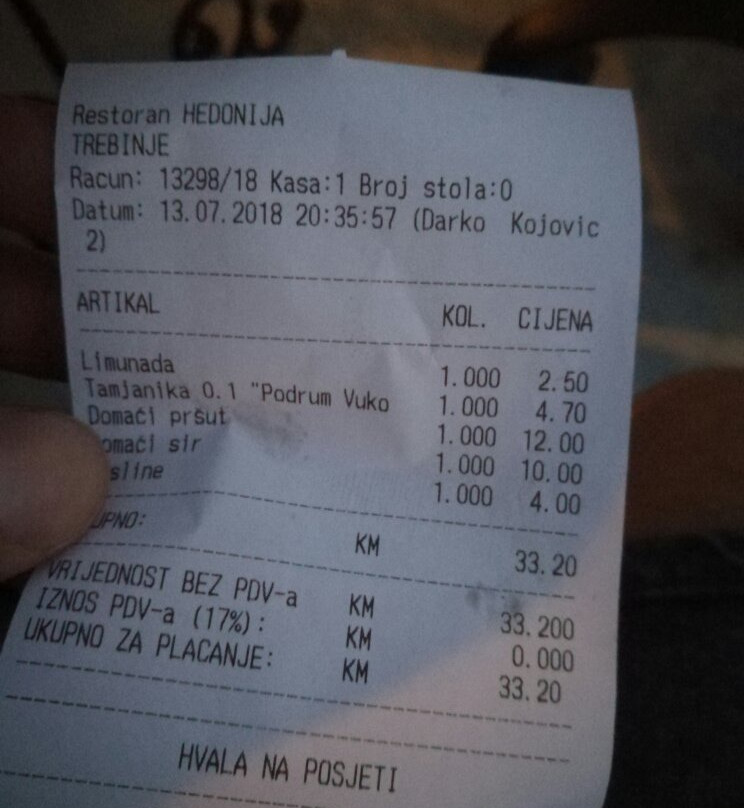 Restoran HEDONIJA
TREBINJE
Racun: 13298/18 Kasa:1 Broj stola:0
Datum: 13.07.2018 20:35:57 (Darko Kojovic
2)
ARTIKAL KOL. CIJENA
Limunada 1.000 2.50
Tamjanika 0.1 "Podrum Vuko 1.000 4.70
Domaći pršut 1.000 12.00
omaći sir 1.000 10.00
sline 1.000 4.00
UPNO: KM 33.20
VRIJEDNOST BEZ PDV-a KM 33.200
IZNOS PDV-a (17%): KM 0.000
UKUPNO ZA PLACANJE: KM 33.20
HVALA NA POSJETI